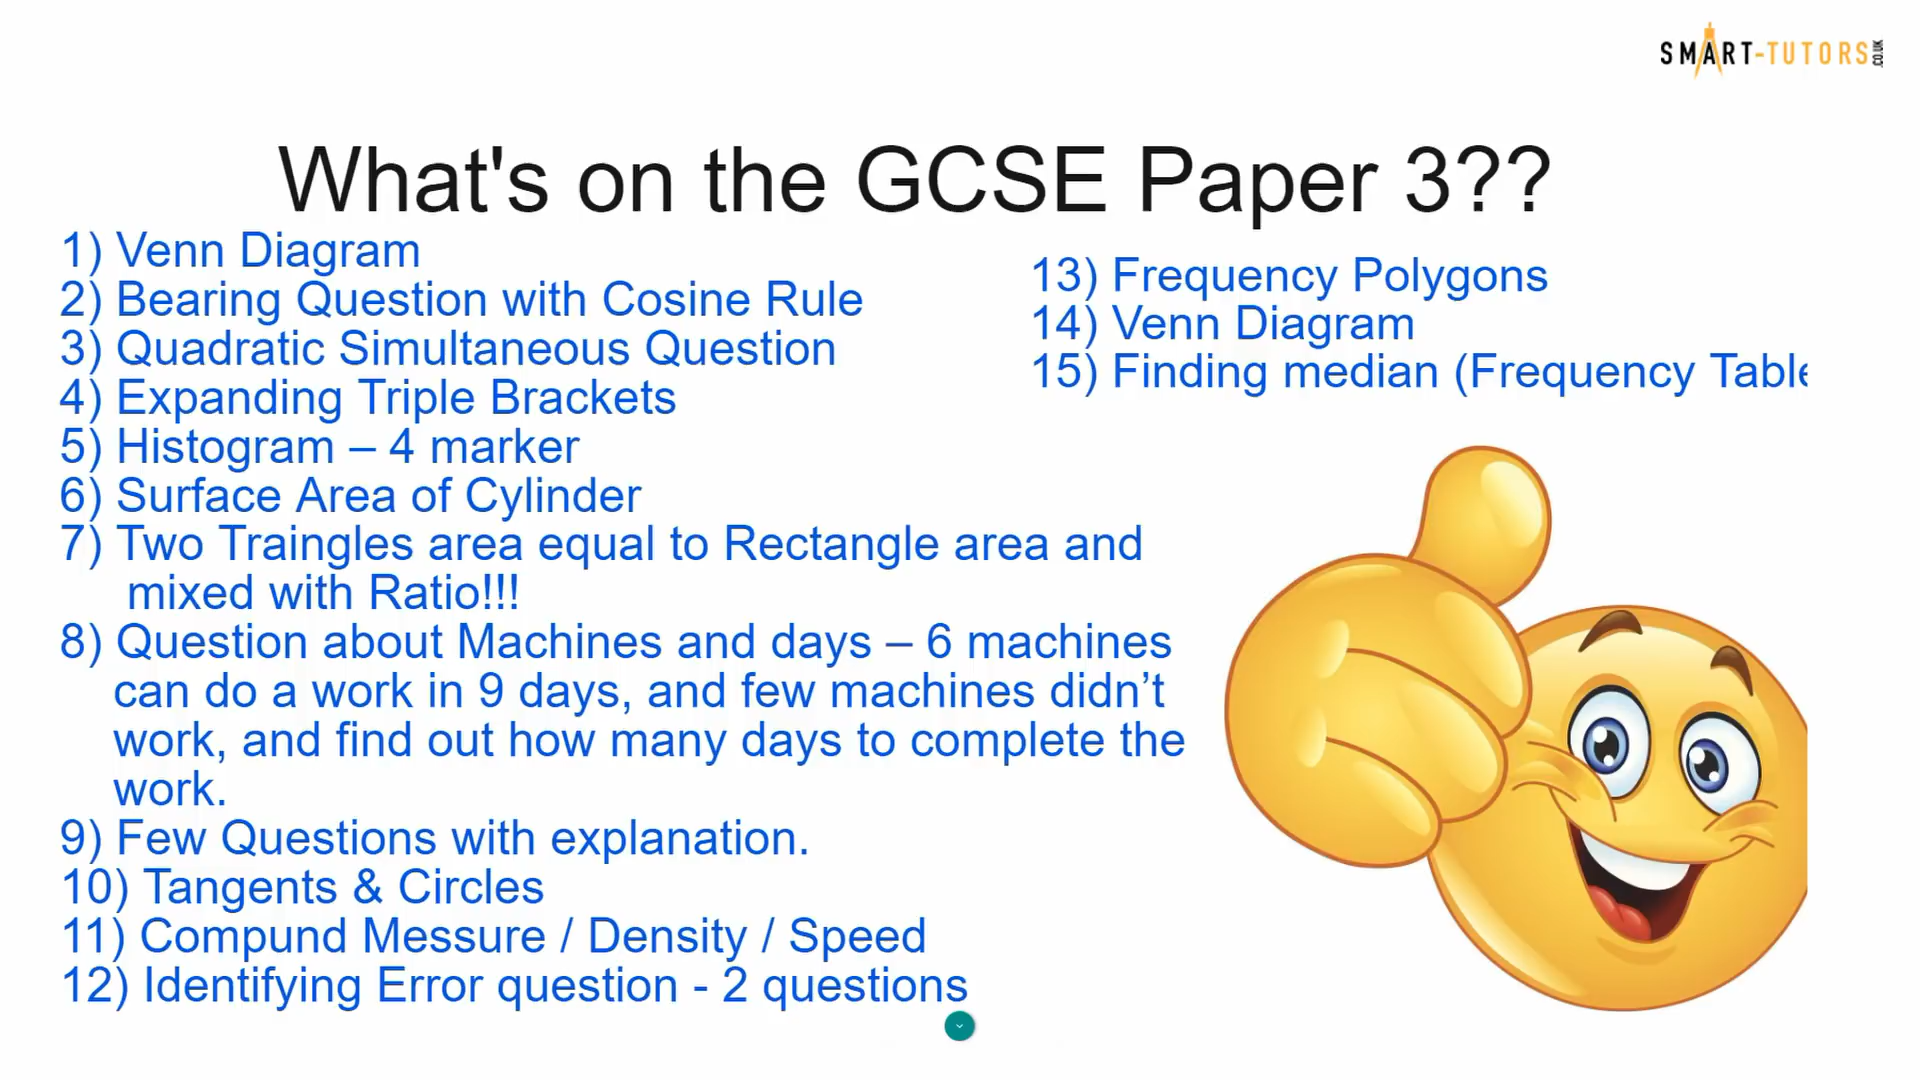 SMART-TUTORS.CO.UK
What's on the GCSE Paper 3??
1) Venn Diagram
2) Bearing Question with Cosine Rule
3) Quadratic Simultaneous Question
4) Expanding Triple Brackets
5) Histogram – 4 marker
6) Surface Area of Cylinder
7) Two Traingles area equal to Rectangle area and
mixed with Ratio!!!
8) Question about Machines and days – 6 machines
can do a work in 9 days, and few machines didn’t
work, and find out how many days to complete the
work.
9) Few Questions with explanation.
10) Tangents & Circles
11) Compund Messure / Density / Speed
12) Identifying Error question - 2 questions
13) Frequency Polygons
14) Venn Diagram
15) Finding median (Frequency Table